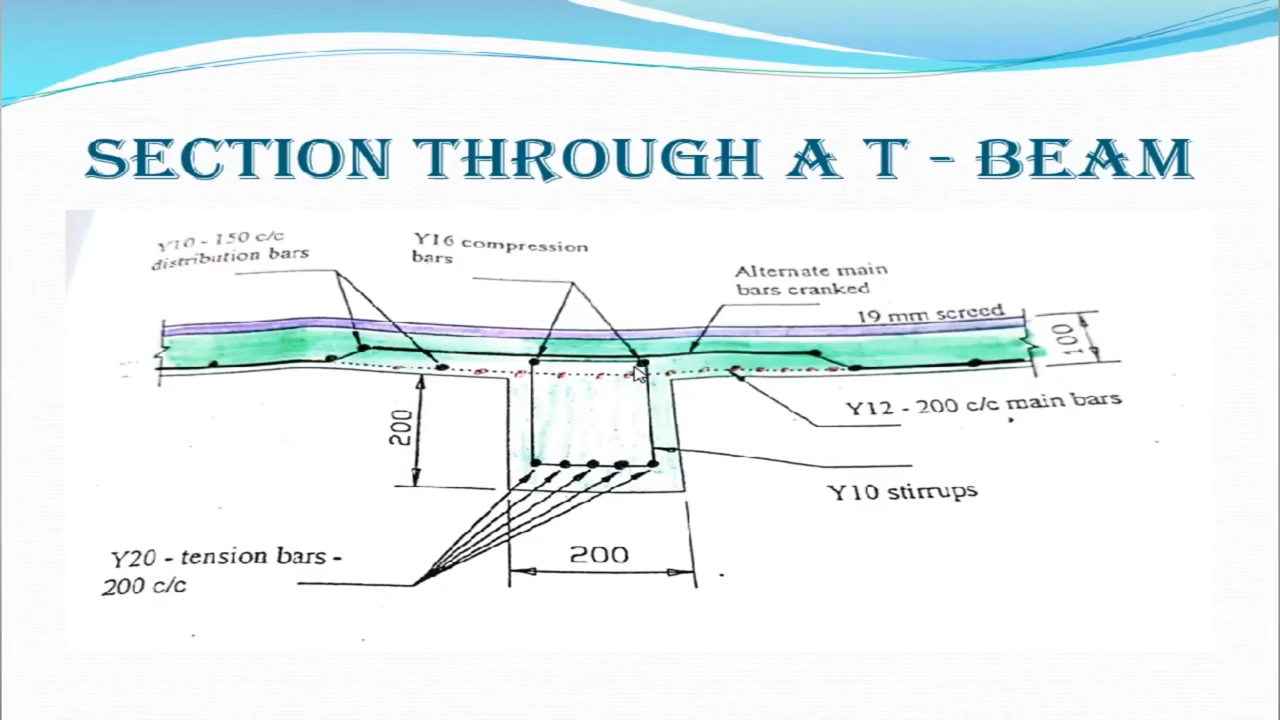 SECTION THROUGH A T - BEAM
Y10 - 150 c/c
distribution bars
Y16 compression
bars
Alternate main
bars cranked
19 mm screed
100
200
Y12 - 200 c/c main bars
Y10 stirrups
200
Y20 - tension bars -
200 c/c